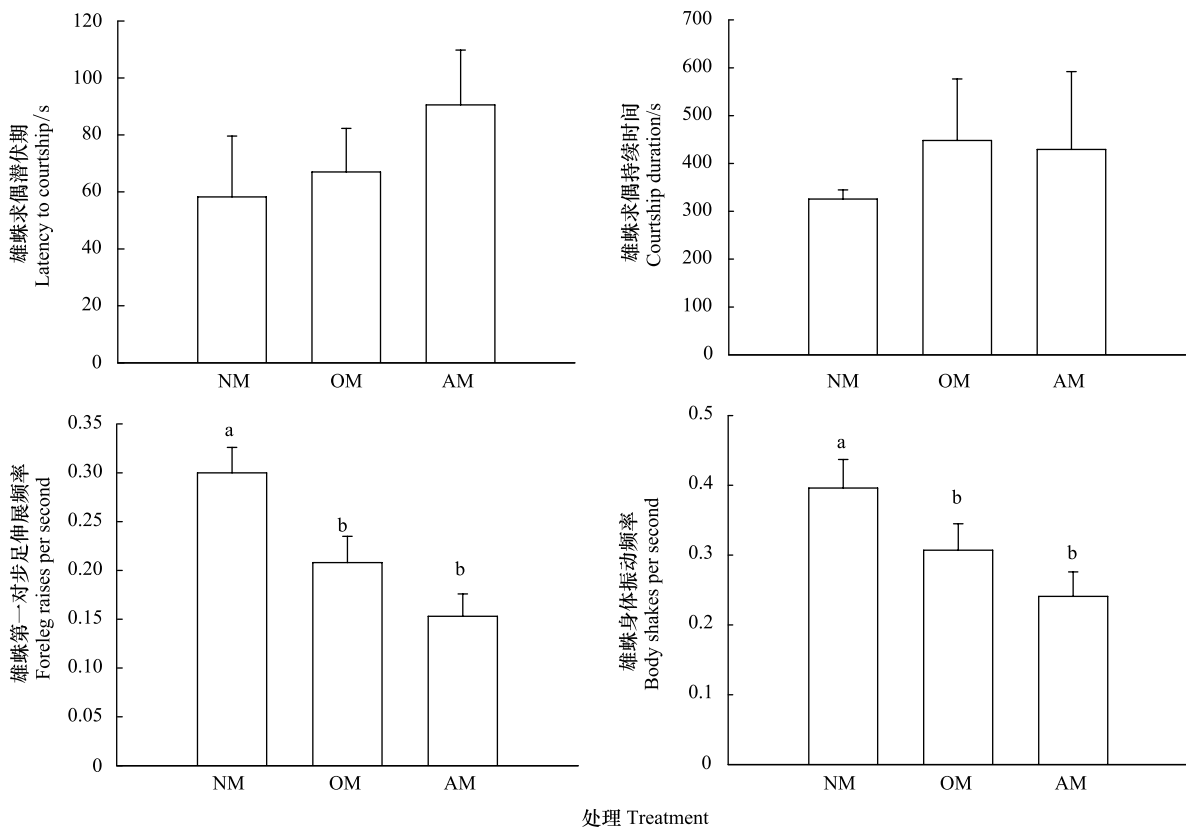 120
100
80
60
40
20
0
雄蛛求偶潜伏期
Latency to courtship/s
NM OM AM
700
600
500
400
300
200
100
0
雄蛛求偶持续时间
Courtship duration/s
NM OM AM
0.35
0.30
0.25
0.20
0.15
0.10
0.05
0
雄蛛第一对步足伸展频率
Foreleg raises per second
a
b
b
NM OM AM
0.5
0.4
0.3
0.2
0.1
0
雄蛛身体振动频率
Body shakes per second
a
b
b
NM OM AM
处理 Treatment